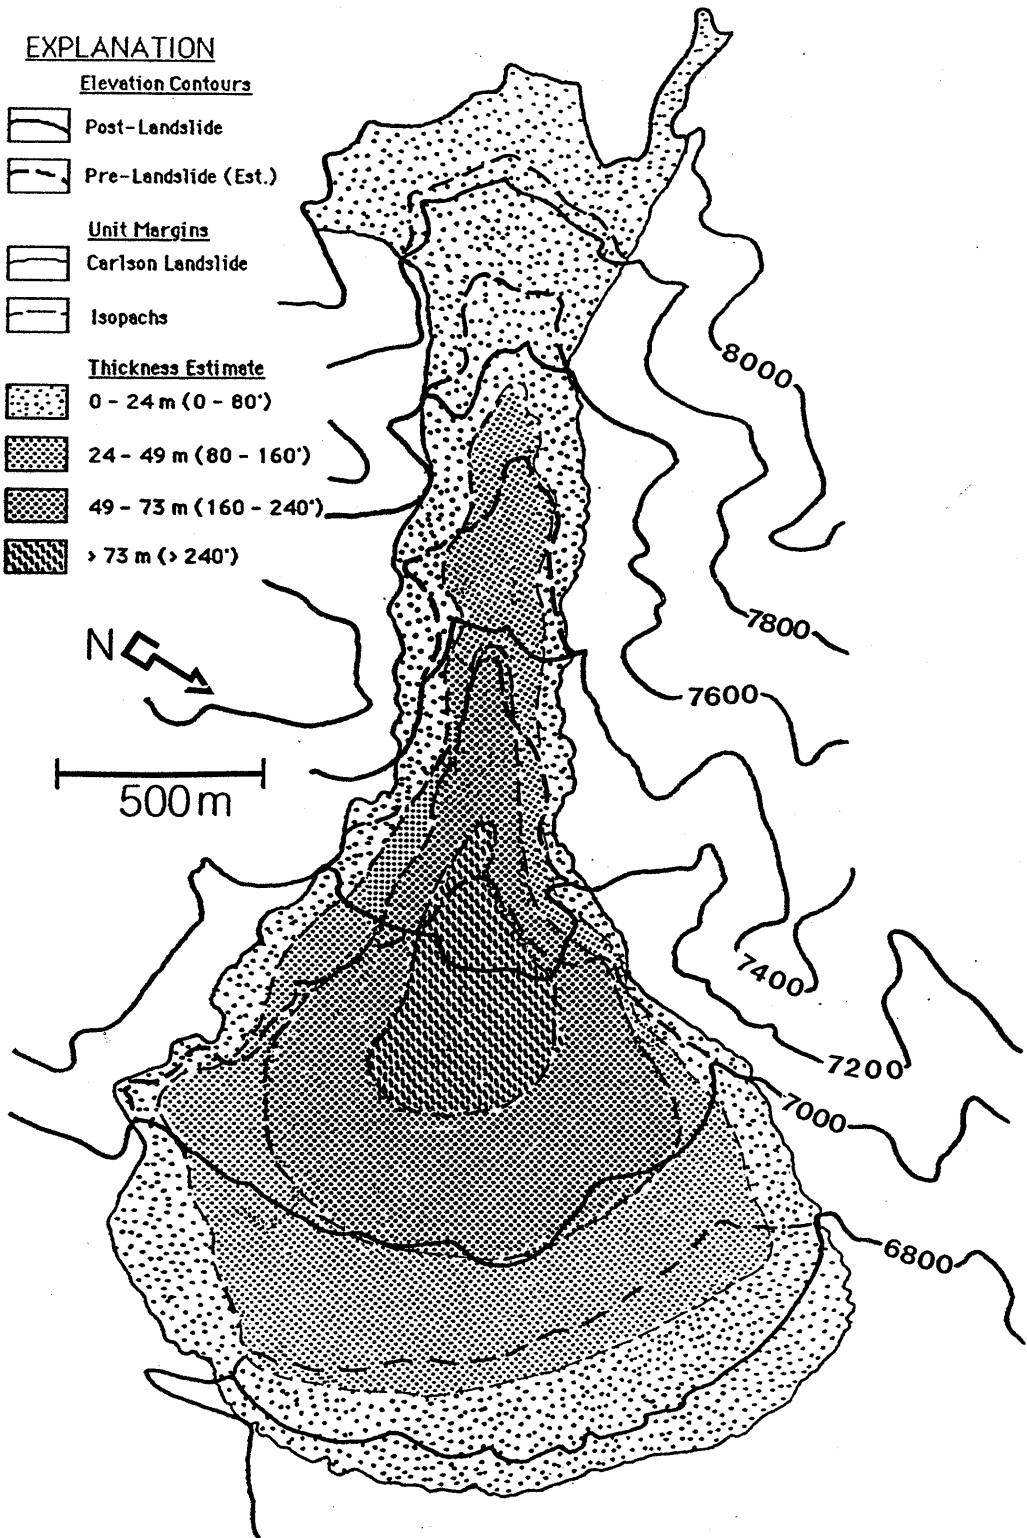 EXPLANATION
Elevation Contours
Post-Landslide
Pre-Landslide (Est.)
Unit Margins
Carlson Landslide
Isopachs
Thickness Estimate
0 - 24 m (0 - 80')
24 - 49 m (80 - 160')
49 - 73 m (160 - 240')
> 73 m (> 240')
N
500m
8000
7800
7600
7400
7200
7000
6800